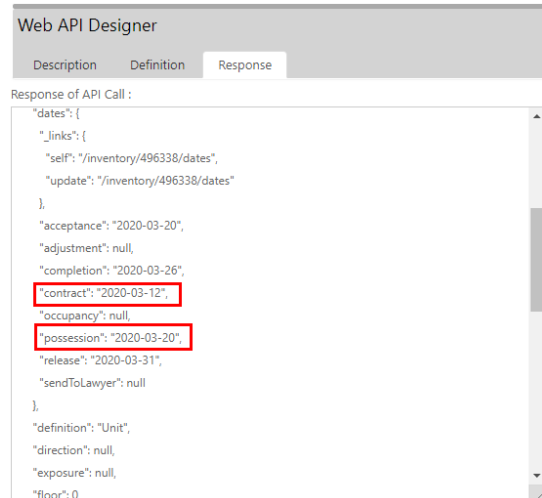 Web API Designer
Description Definition Response
Response of API Call :
"dates": {
"_links": {
"self": "/inventory/496338/dates",
"update": "/inventory/496338/dates"
},
"acceptance": "2020-03-20",
"adjustment": null,
"completion": "2020-03-26",
"contract": "2020-03-12",
"occupancy": null,
"possession": "2020-03-20",
"release": "2020-03-31",
"sendToLawyer": null
},
"definition": "Unit",
"direction": null,
"exposure": null,
"floor": 0